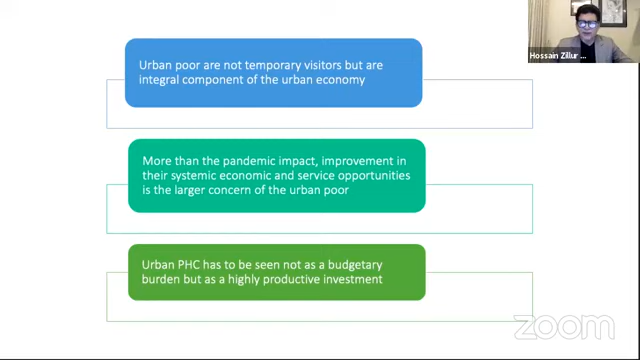 Hossain Zillur ...
Urban poor are not temporary visitors but are
integral component of the urban economy
More than the pandemic impact, improvement in
their systemic economic and service opportunities
is the larger concern of the urban poor
Urban PHC has to be seen not as a budgetary
burden but as a highly productive investment
zoom